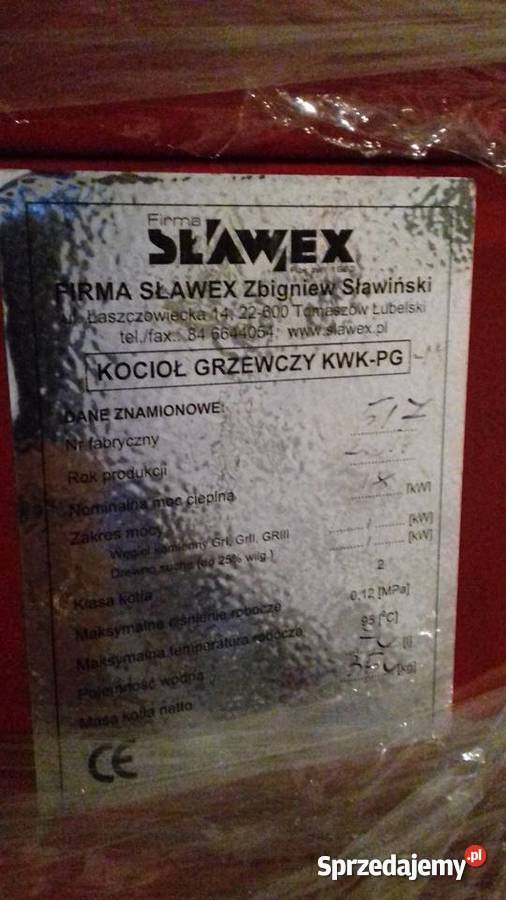 Firma
SŁAWEX
FIRMA SŁAWEX Zbigniew Sławiński
ul. Łaszczowiecka 14, 22-600 Tomaszów Lubelski
tel./fax.: 84 6644054, www.slawex.pl
KOCIOŁ GRZEWCZY KWK-PG
DANE ZNAMIONOWE:
Nr fabryczny 517
Rok produkcji
Nominalna moc cieplna [kW]
Zakres mocy
Węgiel kamienny GrI, GrII, GRIII ......... / ......... [kW]
Drewno suche (do 25% wilg.) ......... / ......... [kW]
Klasa kotła 2
Maksymalne ciśnienie robocze 0,12 [MPa]
Maksymalna temperatura robocza 95 [°C]
Pojemność wodna [l]
Masa kotła netto [kg]
CE
Sprzedajemy.pl